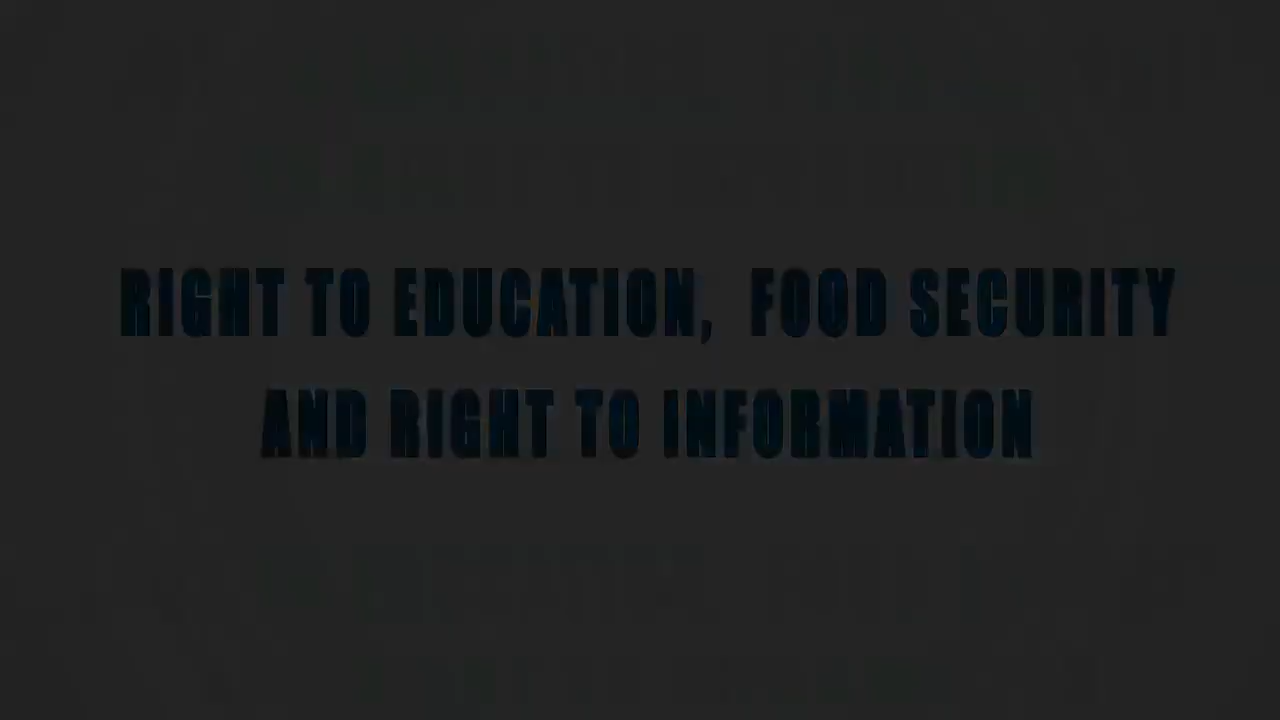 RIGHT TO EDUCATION, FOOD SECURITY
AND RIGHT TO INFORMATION